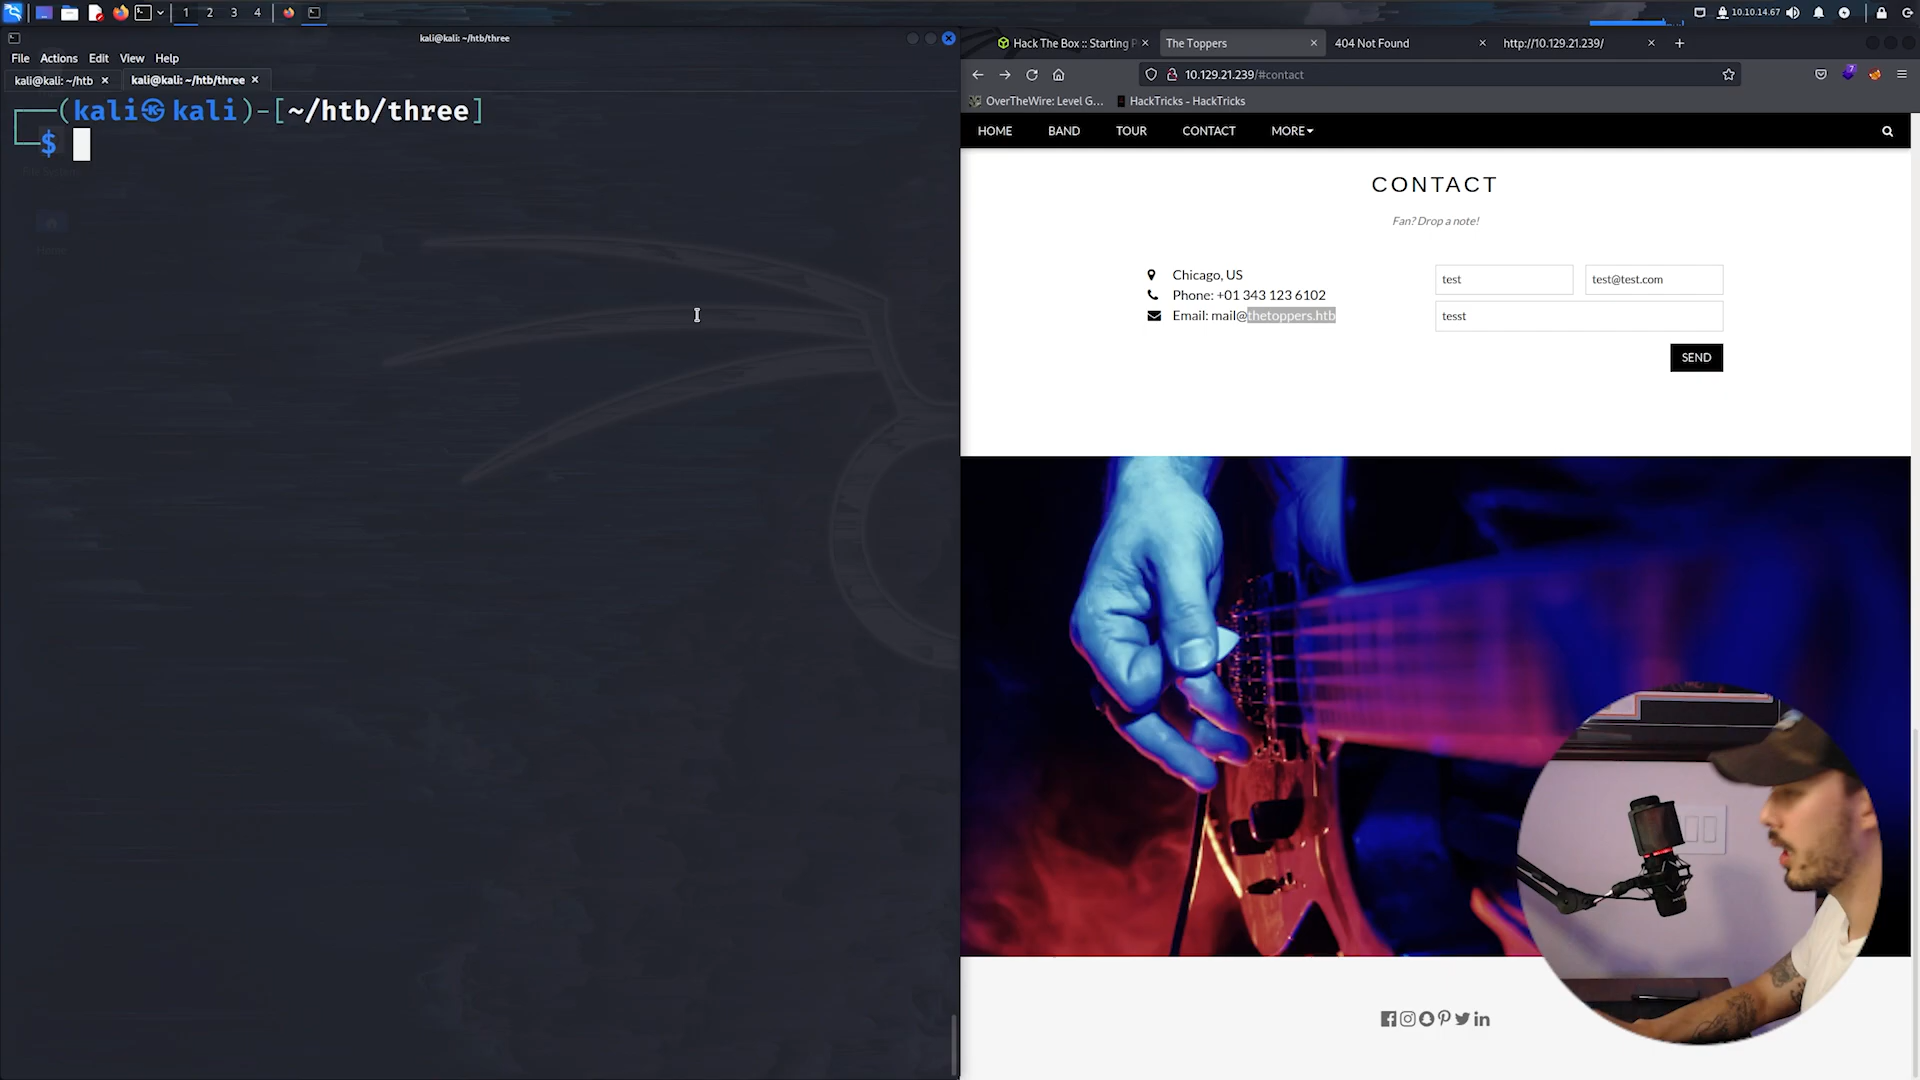 1 2 3 4
10.10.14.67
kali@kali: ~/htb/three
File Actions Edit View Help
kali@kali: ~/htb
kali@kali: ~/htb/three
(kali㉿kali)-[~/htb/three]
$
File System
Home
Hack The Box :: Starting P
The Toppers
404 Not Found
http://10.129.21.239/
10.129.21.239/#contact
7
OverTheWire: Level G...
HackTricks - HackTricks
HOME BAND TOUR CONTACT MORE
CONTACT
Fan? Drop a note!
Chicago, US
Phone: +01 343 123 6102
Email: mail@thetoppers.htb
test
test@test.com
tesst
SEND